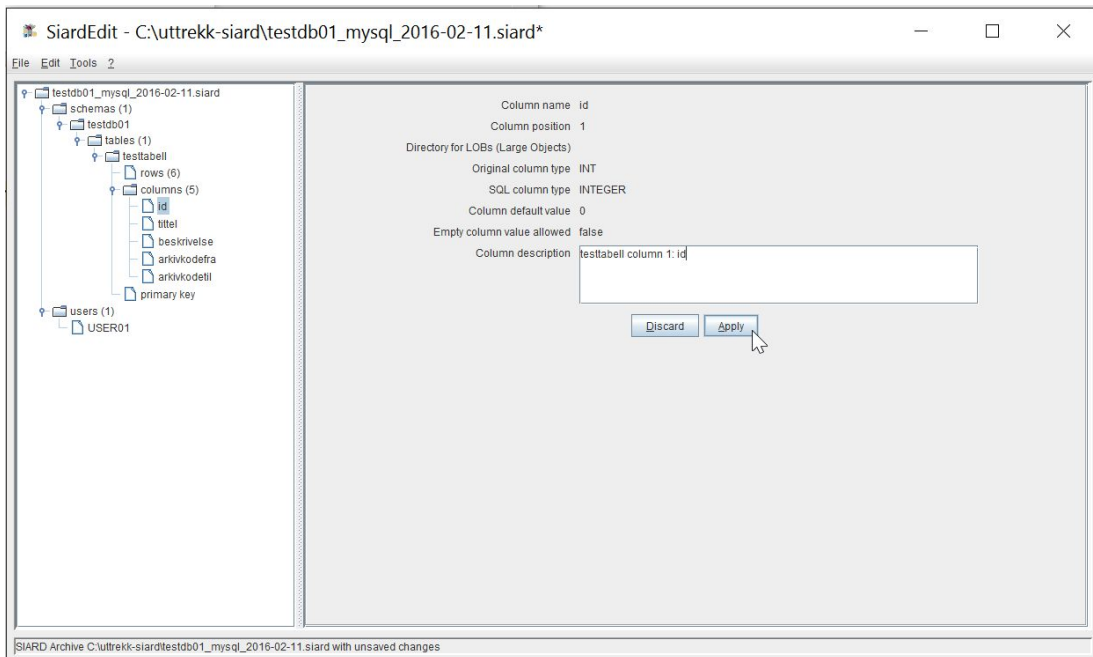 SiardEdit - C:\uttrekk-siard\testdb01_mysql_2016-02-11.siard*
File Edit Tools ?
testdb01_mysql_2016-02-11.siard
schemas (1)
testdb01
tables (1)
testtabell
rows (6)
columns (5)
id
tittel
beskrivelse
arkivkodefra
arkivkodetil
primary key
users (1)
USER01
Column name id
Column position 1
Directory for LOBs (Large Objects)
Original column type INT
SQL column type INTEGER
Column default value 0
Empty column value allowed false
Column description testtabell column 1: id
Discard Apply
SIARD Archive C:\uttrekk-siard\testdb01_mysql_2016-02-11.siard with unsaved changes